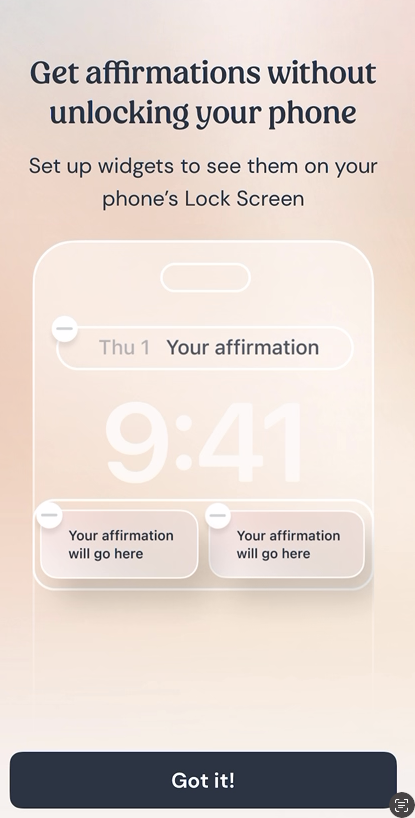 Get affirmations without
unlocking your phone
Set up widgets to see them on your
phone’s Lock Screen
Thu 1 Your affirmation
9:41
Your affirmation
will go here
Your affirmation
will go here
Got it!